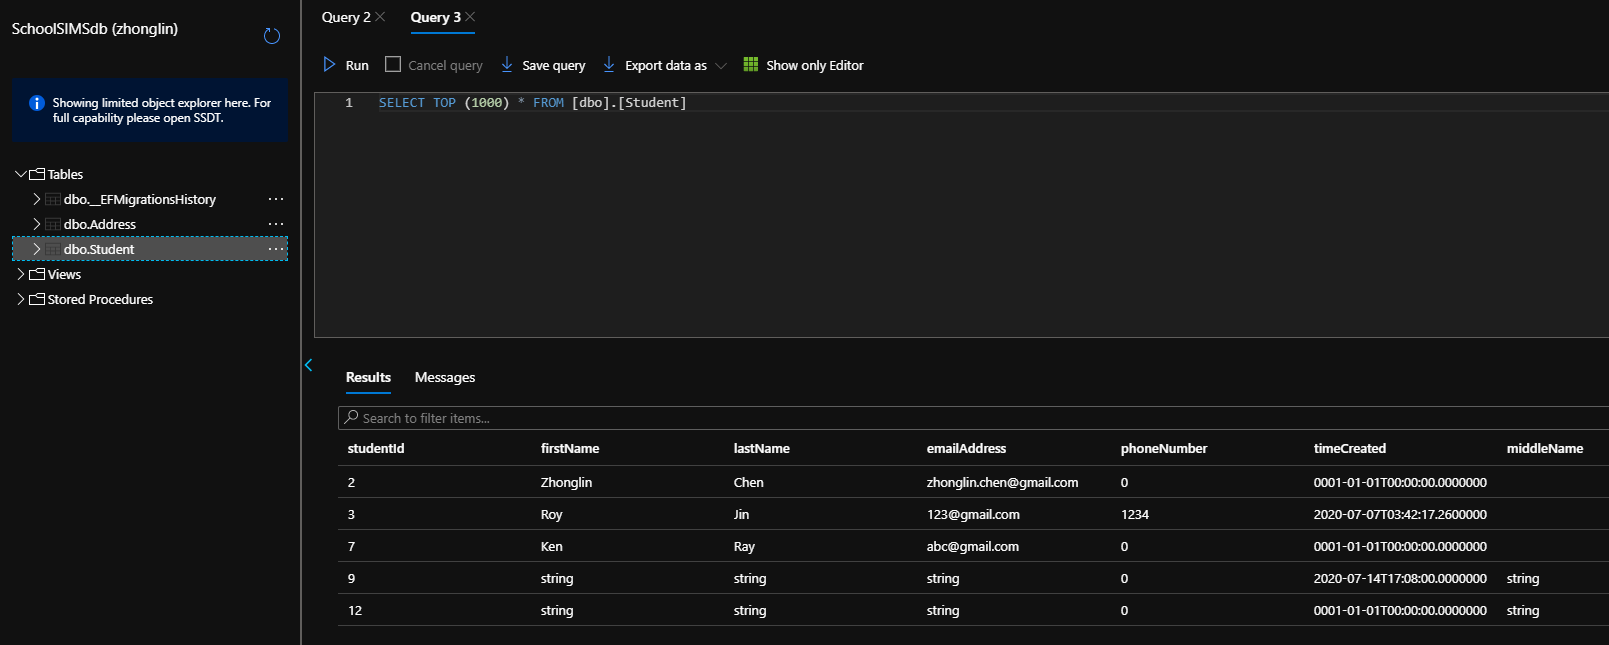 SchoolSIMSdb (zhonglin)
Showing limited object explorer here. For
full capability please open SSDT.
Tables
dbo.__EFMigrationsHistory ...
dbo.Address ...
dbo.Student ...
Views
Stored Procedures
Query 2 Query 3
Run Cancel query Save query Export data as Show only Editor
1 SELECT TOP (1000) * FROM [dbo].[Student]
Results Messages
Search to filter items...
studentId firstName lastName emailAddress phoneNumber timeCreated middleName
2 Zhonglin Chen zhonglin.chen@gmail.com 0 0001-01-01T00:00:00.0000000
3 Roy Jin 123@gmail.com 1234 2020-07-07T03:42:17.2600000
7 Ken Ray abc@gmail.com 0 0001-01-01T00:00:00.0000000
9 string string string 0 2020-07-14T17:08:00.0000000 string
12 string string string 0 0001-01-01T00:00:00.0000000 string